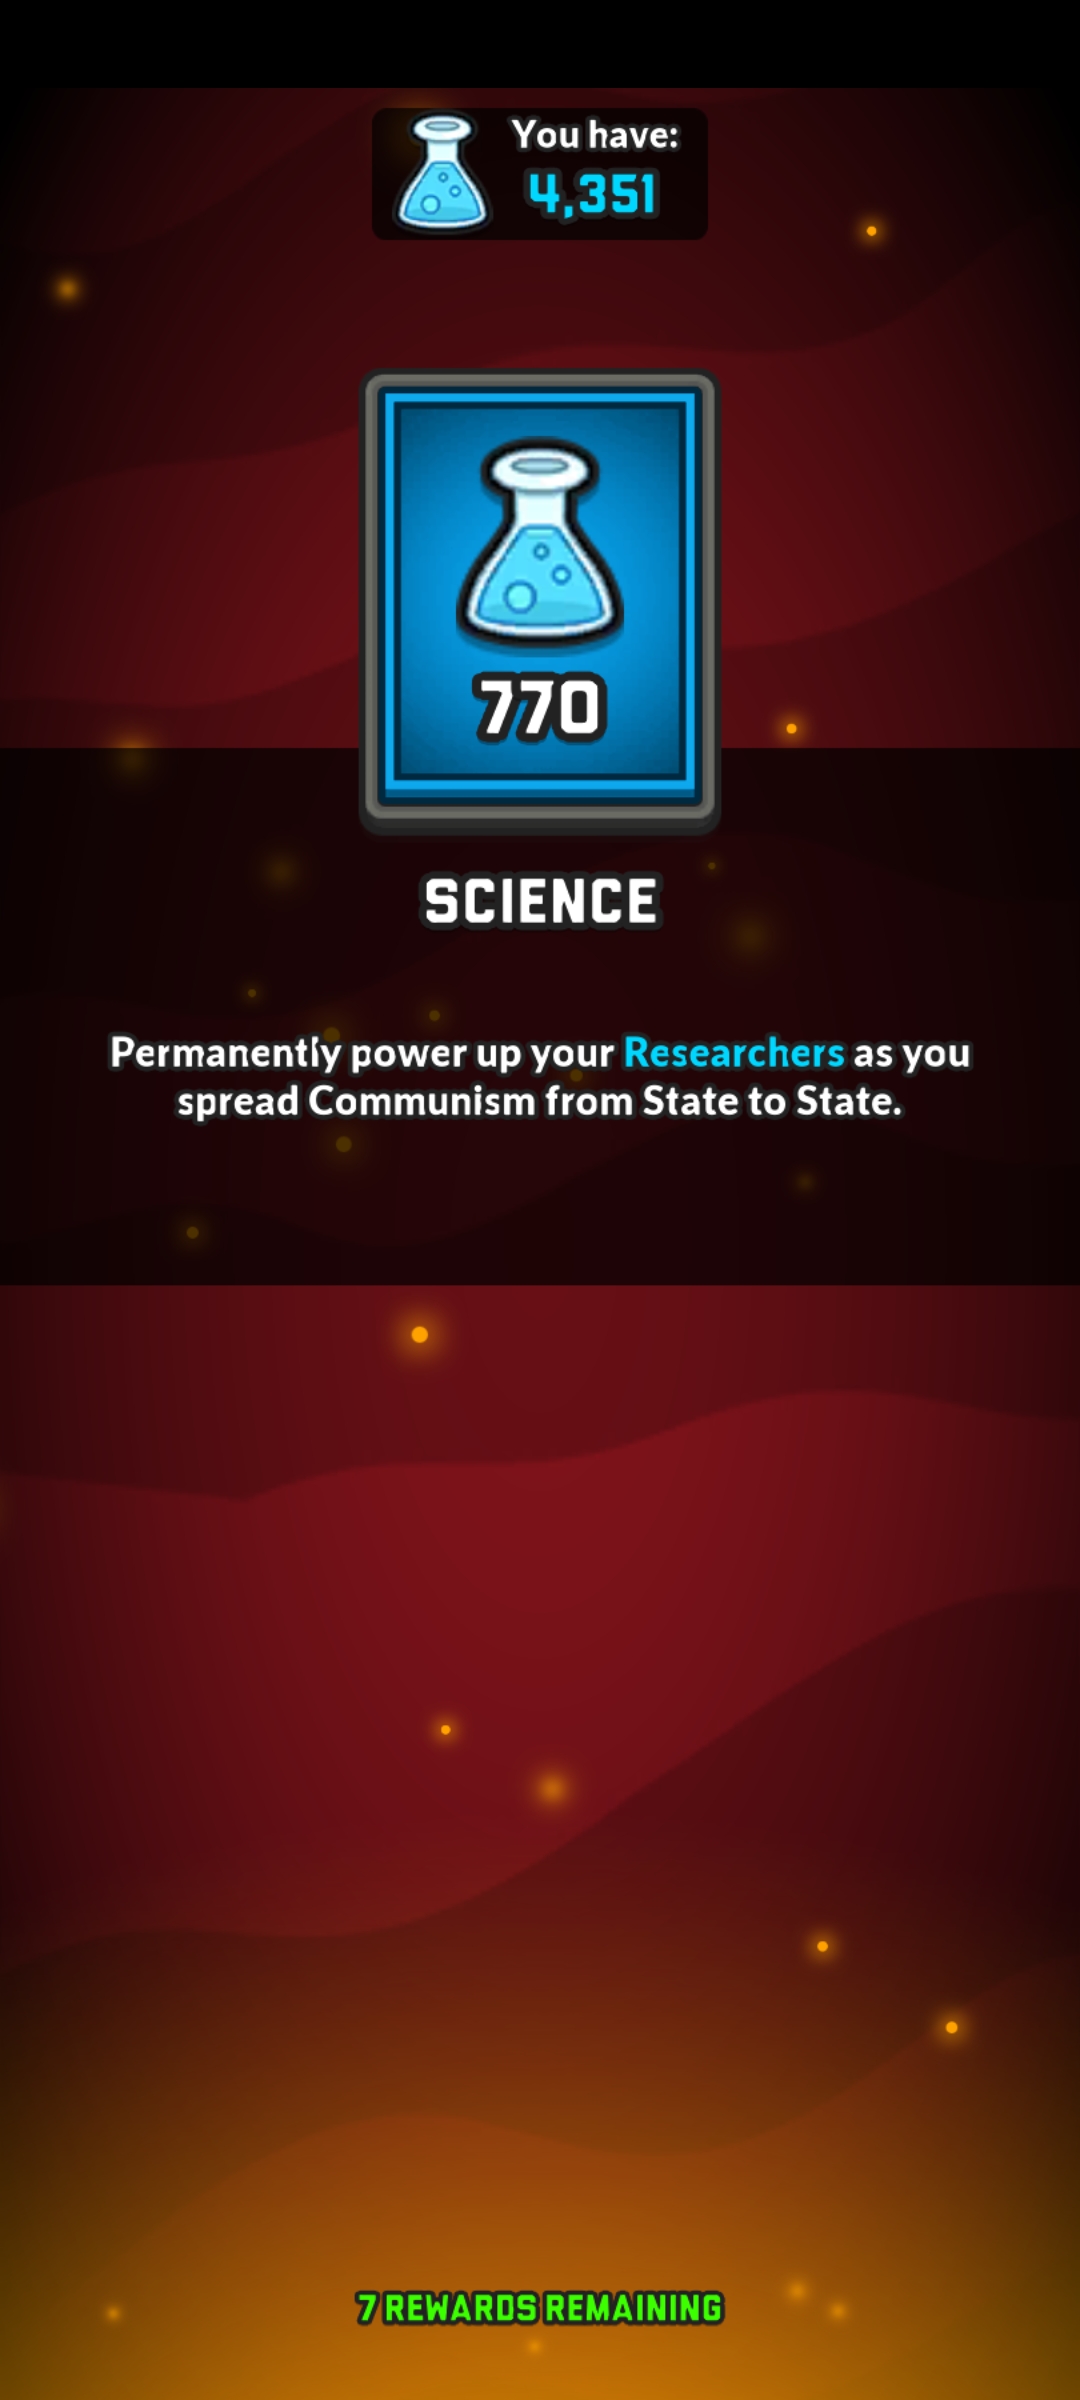 You have:
4,351
770
SCIENCE
Permanently power up your Researchers as you
spread Communism from State to State.
7 REWARDS REMAINING